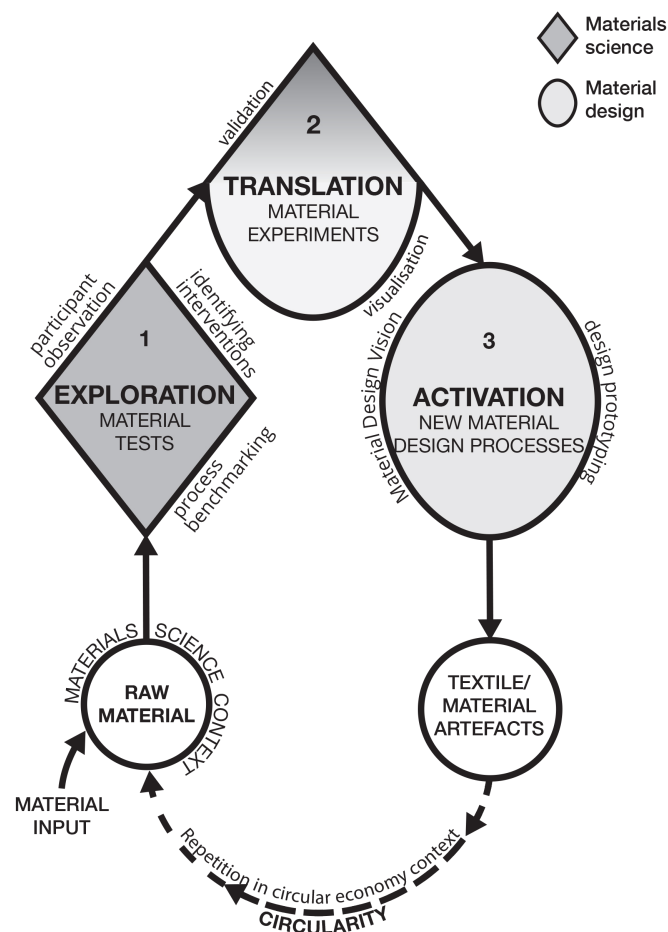 Materials
science
Material
design
validation
2
TRANSLATION
MATERIAL
EXPERIMENTS
visualisation
participant
observation
identifying
interventions
1
EXPLORATION
MATERIAL
TESTS
process
benchmarking
Material Design Vision
3
ACTIVATION
NEW MATERIAL
DESIGN PROCESSES
design prototyping
MATERIALS SCIENCE CONTEXT
RAW
MATERIAL
MATERIAL
INPUT
TEXTILE/
MATERIAL
ARTEFACTS
Repetition in circular economy context
CIRCULARITY